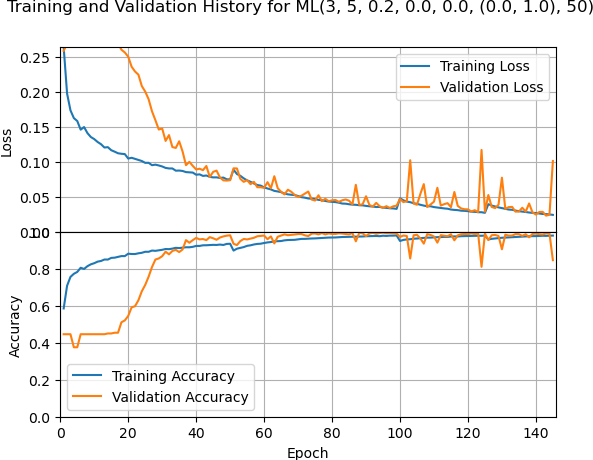 Training and Validation History for ML(3, 5, 0.2, 0.0, 0.0, (0.0, 1.0), 50)
0.25
0.20
0.15
0.10
0.05
Loss
Training Loss
Validation Loss
0.00
1.0
0.8
0.6
0.4
0.2
0.0
Accuracy
Training Accuracy
Validation Accuracy
0 20 40 60 80 100 120 140
Epoch